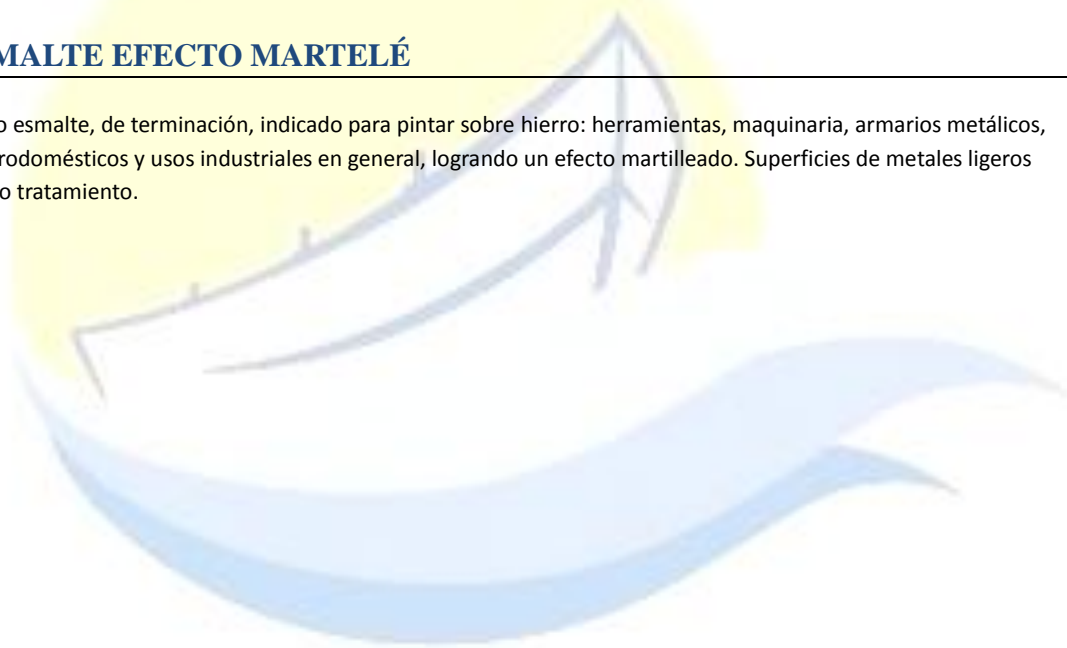 MALTE EFECTO MARTELÉ
o esmalte, de terminación, indicado para pintar sobre hierro: herramientas, maquinaria, armarios metálicos,
rodomésticos y usos industriales en general, logrando un efecto martilleado. Superficies de metales ligeros
o tratamiento.